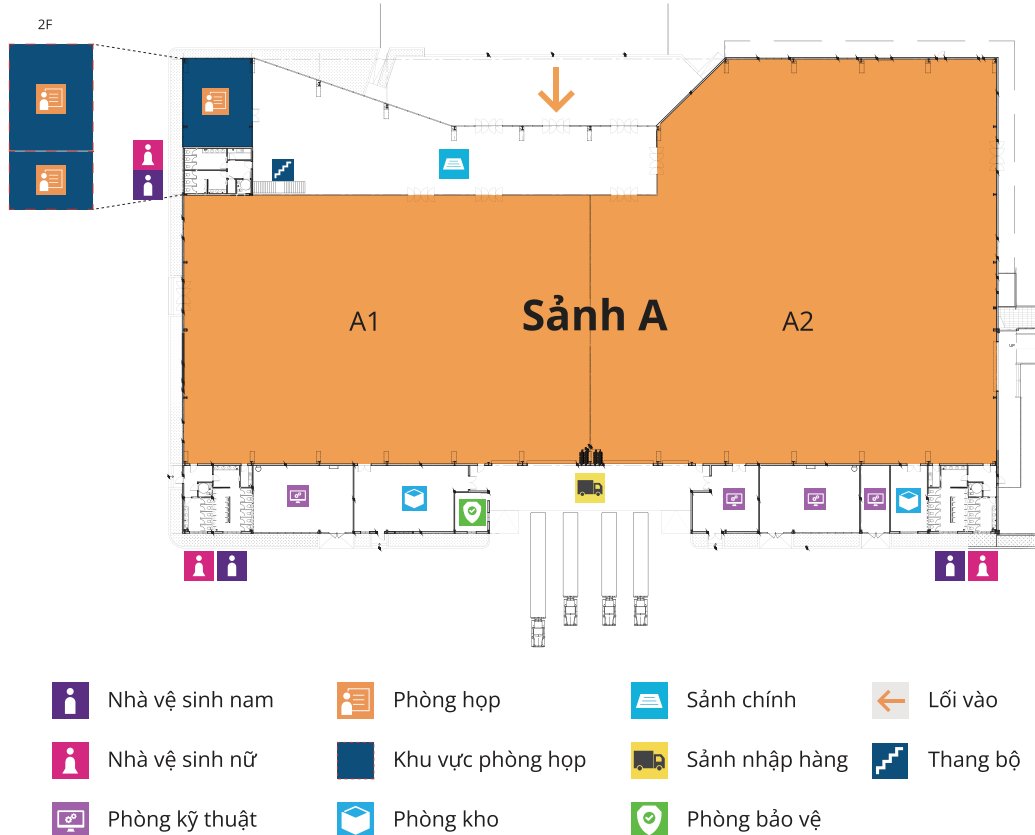 2F
A1
Sảnh A
A2
UP
Nhà vệ sinh nam
Phòng họp
Sảnh chính
Lối vào
Nhà vệ sinh nữ
Khu vực phòng họp
Sảnh nhập hàng
Thang bộ
Phòng kỹ thuật
Phòng kho
Phòng bảo vệ